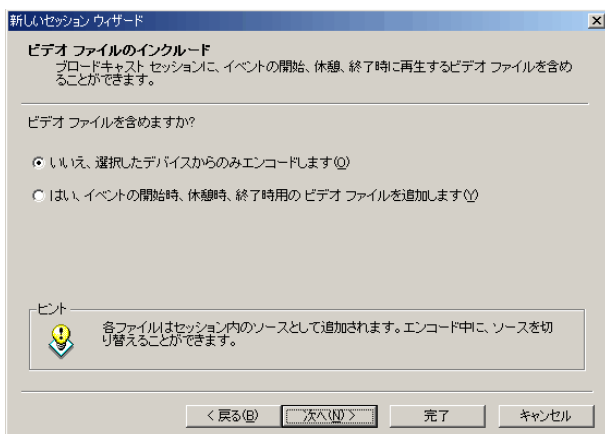 新しいセッション ウィザード
ビデオ ファイルのインクルード
ブロードキャスト セッションに、イベントの開始、休憩、終了時に再生するビデオ ファイルを含め
ることができます。
ビデオ ファイルを含めますか?
いいえ、選択したデバイスからのみエンコードします(O)
はい、イベントの開始時、休憩時、終了時用の ビデオ ファイルを追加します(Y)
ヒント
各ファイルはセッション内のソースとして追加されます。エンコード中に、ソースを切
り替えることができます。
< 戻る(B)
次へ(N) >
完了
キャンセル